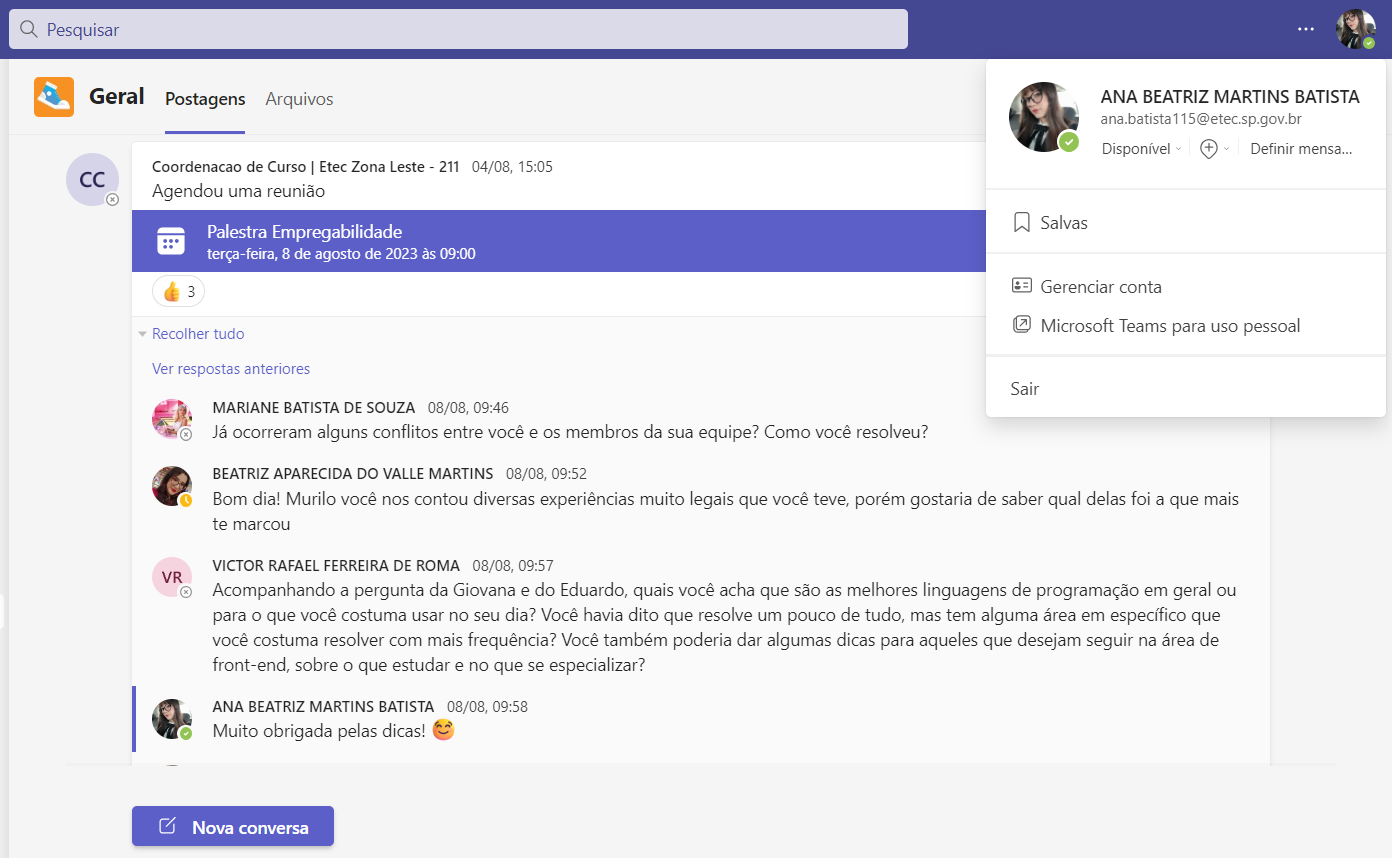 Pesquisar
Geral Postagens Arquivos
ANA BEATRIZ MARTINS BATISTA
ana.batista115@etec.sp.gov.br
Disponível Definir mensa...
Salvas
Gerenciar conta
Microsoft Teams para uso pessoal
Sair
CC
Coordenacao de Curso | Etec Zona Leste - 211 04/08, 15:05
Agendou uma reunião
Palestra Empregabilidade
terça-feira, 8 de agosto de 2023 às 09:00
👍 3
Recolher tudo
Ver respostas anteriores
MARIANE BATISTA DE SOUZA 08/08, 09:46
Já ocorreram alguns conflitos entre você e os membros da sua equipe? Como você resolveu?
BEATRIZ APARECIDA DO VALLE MARTINS 08/08, 09:52
Bom dia! Murilo você nos contou diversas experiências muito legais que você teve, porém gostaria de saber qual delas foi a que mais
te marcou
VR
VICTOR RAFAEL FERREIRA DE ROMA 08/08, 09:57
Acompanhando a pergunta da Giovana e do Eduardo, quais você acha que são as melhores linguagens de programação em geral ou
para o que você costuma usar no seu dia? Você havia dito que resolve um pouco de tudo, mas tem alguma área em específico que
você costuma resolver com mais frequência? Você também poderia dar algumas dicas para aqueles que desejam seguir na área de
front-end, sobre o que estudar e no que se especializar?
ANA BEATRIZ MARTINS BATISTA 08/08, 09:58
Muito obrigada pelas dicas! 😊
Nova conversa